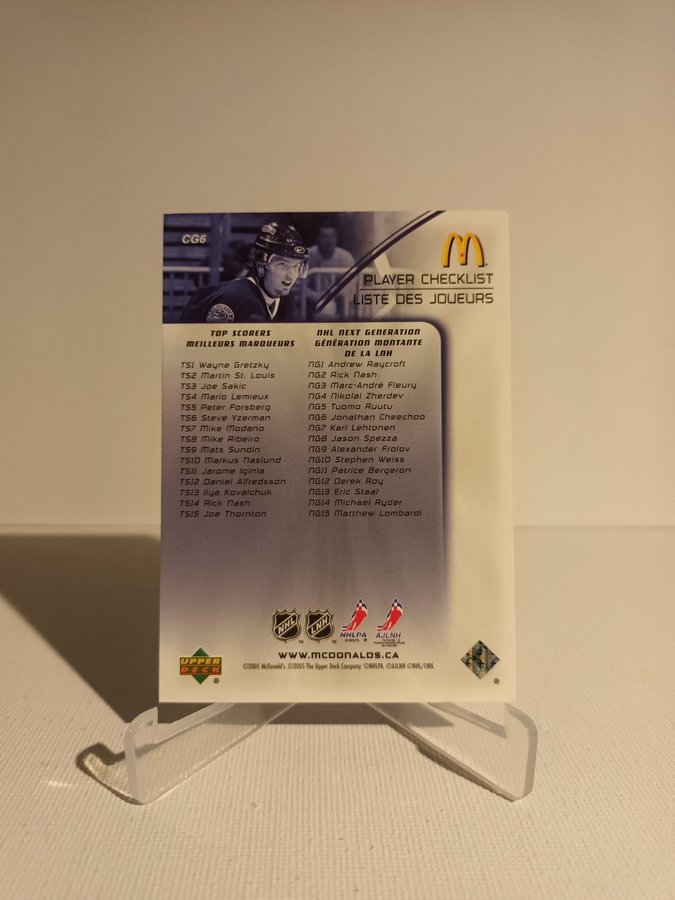 CG6
PLAYER CHECKLIST
LISTE DES JOUEURS
TOP SCORERS
MEILLEURS MARQUEURS
TS1 Wayne Gretzky
TS2 Martin St. Louis
TS3 Joe Sakic
TS4 Mario Lemieux
TS5 Peter Forsberg
TS6 Steve Yzerman
TS7 Mike Modano
TS8 Mike Ribeiro
TS9 Mats Sundin
TS10 Markus Naslund
TS11 Jarome Iginla
TS12 Daniel Alfredsson
TS13 Ilya Kovalchuk
TS14 Rick Nash
TS15 Joe Thornton
NHL NEXT GENERATION
GÉNÉRATION MONTANTE
DE LA LNH
NG1 Andrew Raycroft
NG2 Rick Nash
NG3 Marc-André Fleury
NG4 Nikolai Zherdev
NG5 Tuomo Ruutu
NG6 Jonathan Cheechoo
NG7 Kari Lehtonen
NG8 Jason Spezza
NG9 Alexander Frolov
NG10 Stephen Weiss
NG11 Patrice Bergeron
NG12 Derek Roy
NG13 Eric Staal
NG14 Michael Ryder
NG15 Matthew Lombardi
NHL
LNH
NHLPA
AJLNH
WWW.MCDONALDS.CA
©2005 McDonald's. ©2005 The Upper Deck Company. ©NHLPA. ©AJLNH ©NHL/LNH.
UPPER
DECK